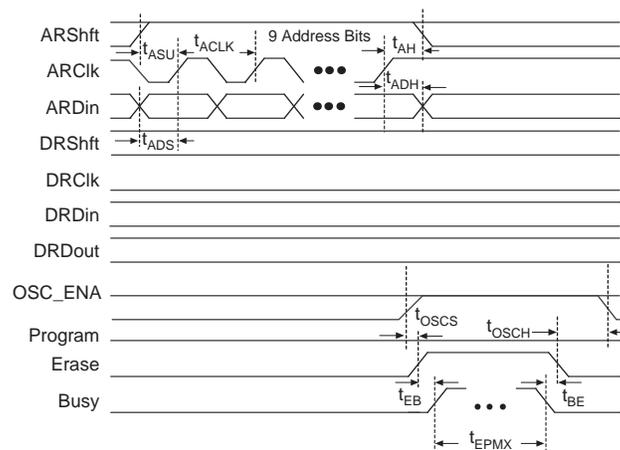 ARShft
ARClk
ARDin
DRShft
DRClk
DRDin
DRDout
OSC_ENA
Program
Erase
Busy
9 Address Bits
tASU
tACLK
tAH
tADH
tADS
tOSCS
tOSCH
tEB
tBE
tEPMX